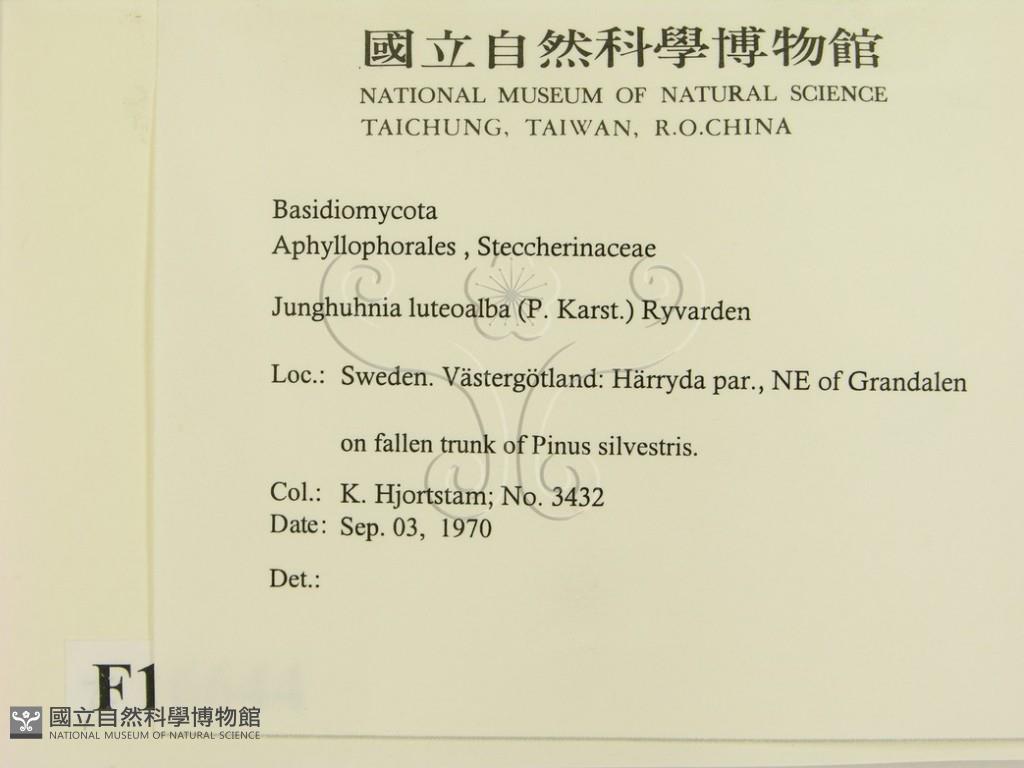 國立自然科學博物館
NATIONAL MUSEUM OF NATURAL SCIENCE
TAICHUNG, TAIWAN, R.O.CHINA
Basidiomycota
Aphyllophorales , Steccherinaceae
Junghuhnia luteoalba (P. Karst.) Ryvarden
Loc.: Sweden. Västergötland: Härryda par., NE of Grandalen
on fallen trunk of Pinus silvestris.
Col.: K. Hjortstam; No. 3432
Date: Sep. 03, 1970
Det.:
F1
國立自然科學博物館
NATIONAL MUSEUM OF NATURAL SCIENCE